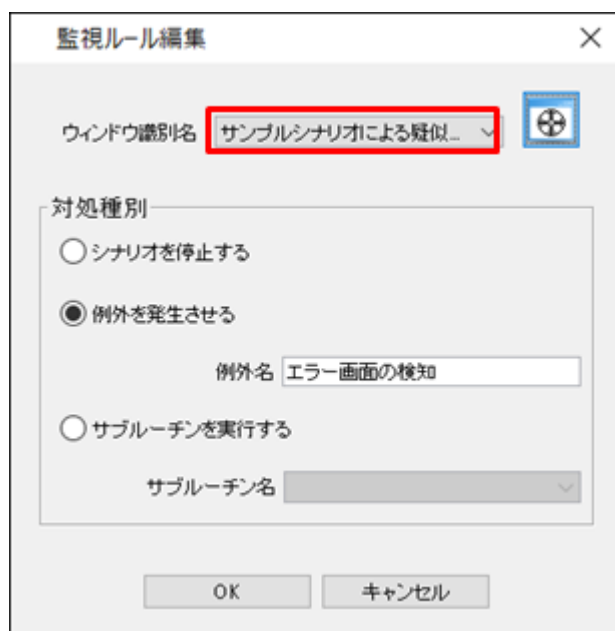 監視ルール編集
ウィンドウ識別名 サンプルシナリオによる疑似...
対処種別
シナリオを停止する
例外を発生させる
例外名 エラー画面の検知
サブルーチンを実行する
サブルーチン名
OK キャンセル